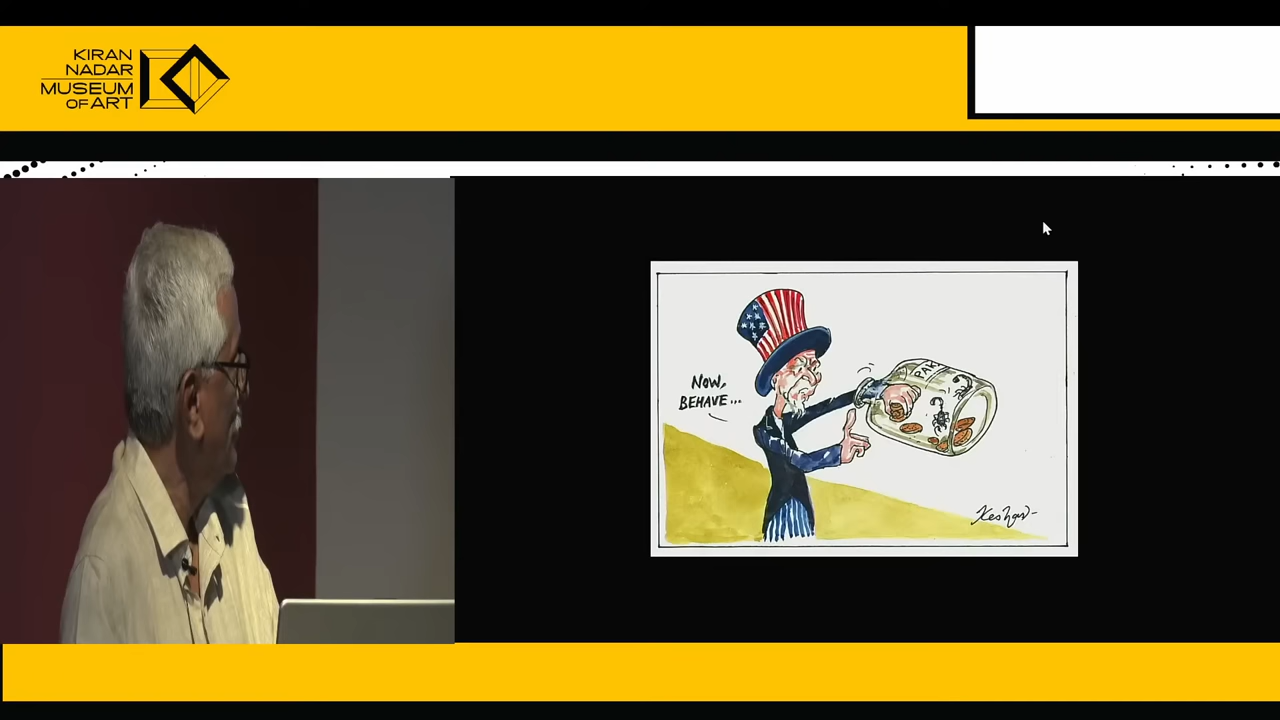 KIRAN
NADAR
MUSEUM
OF ART
NOW,
BEHAVE...
PAK
Keshav